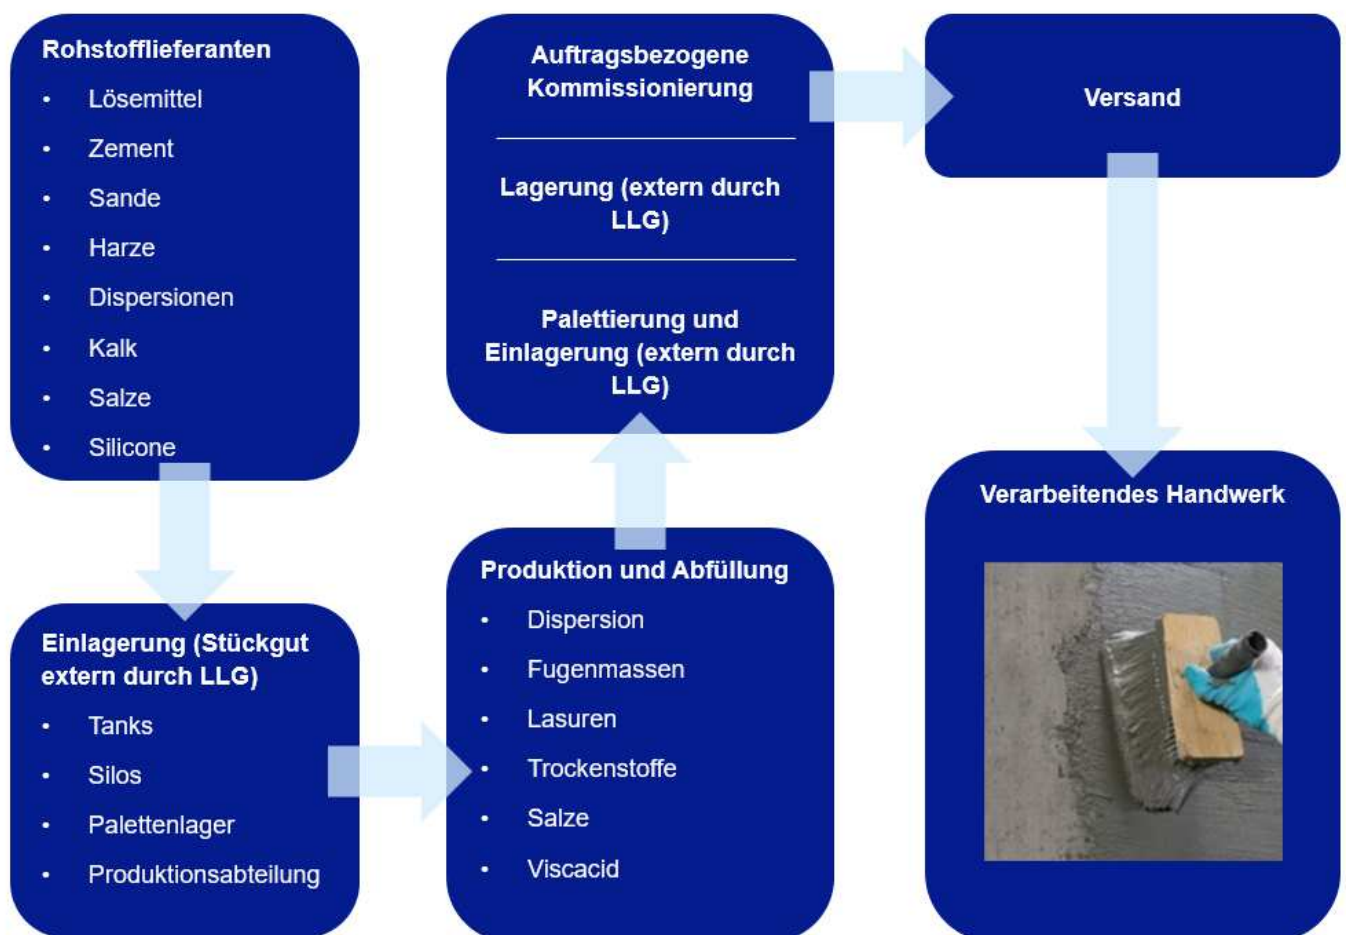 Rohstofflieferanten
• Lösemittel
• Zement
• Sande
• Harze
• Dispersionen
• Kalk
• Salze
• Silicone
Einlagerung (Stückgut
extern durch LLG)
• Tanks
• Silos
• Palettenlager
• Produktionsabteilung
Produktion und Abfüllung
• Dispersion
• Fugenmassen
• Lasuren
• Trockenstoffe
• Salze
• Viscacid
Auftragsbezogene
Kommissionierung
Lagerung (extern durch
LLG)
Palettierung und
Einlagerung (extern durch
LLG)
Versand
Verarbeitendes Handwerk